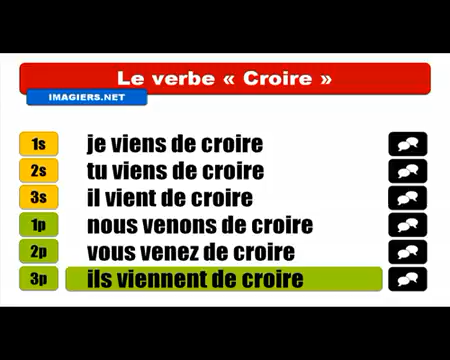 Le verbe « Croire »
IMAGIERS.NET
1s je viens de croire
2s tu viens de croire
3s il vient de croire
1p nous venons de croire
2p vous venez de croire
3p ils viennent de croire